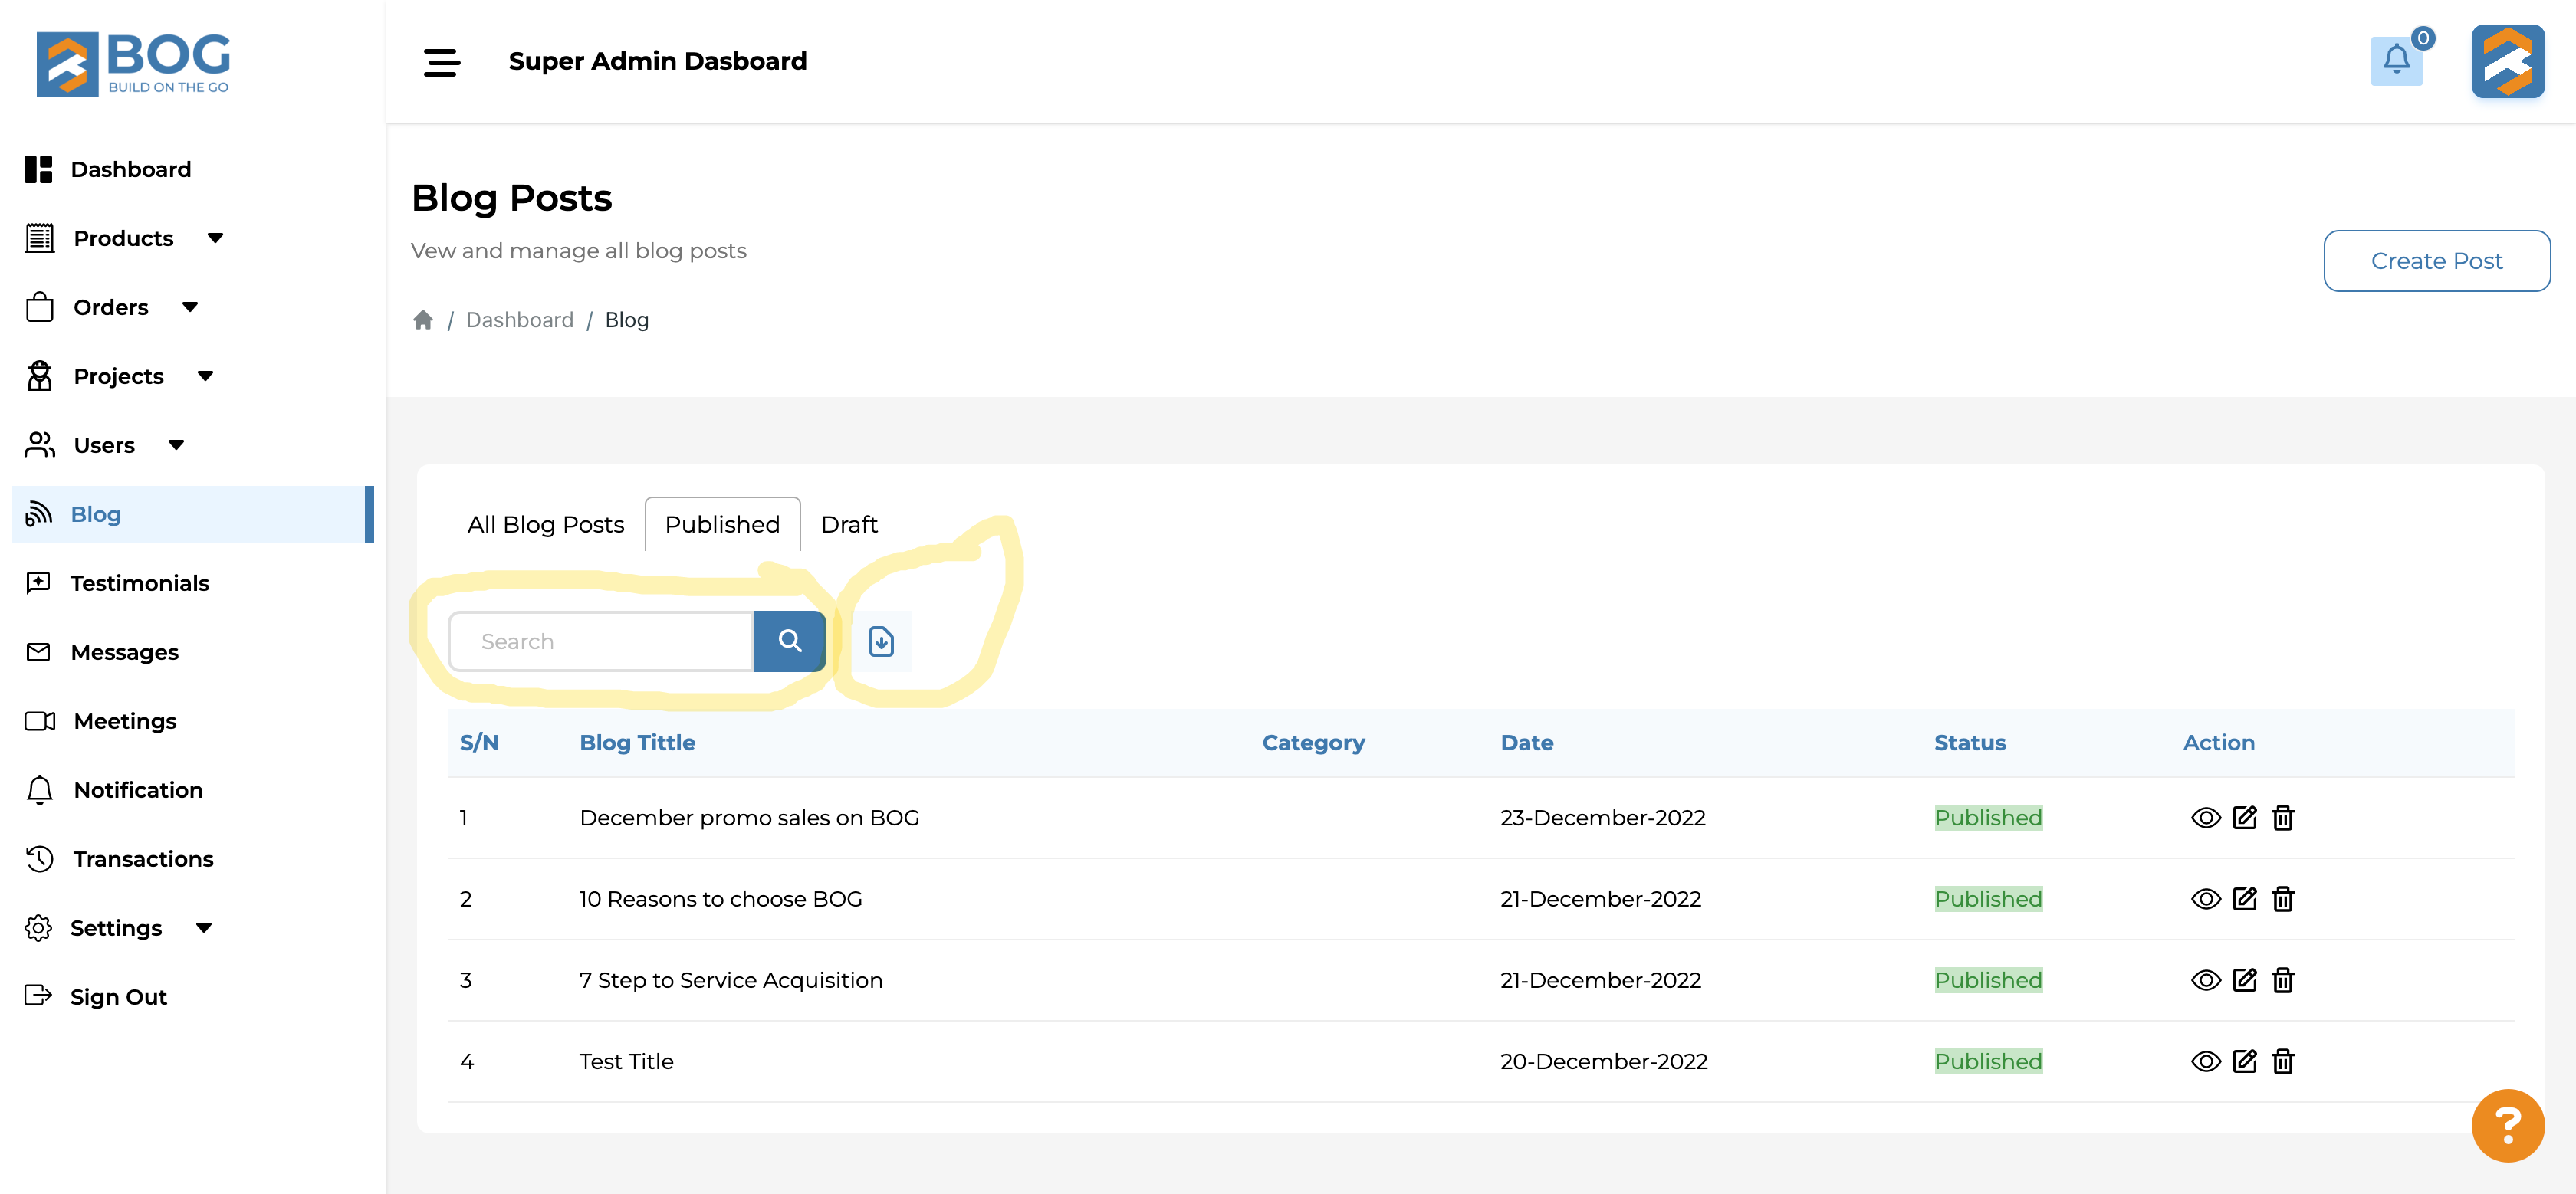 BOG
BUILD ON THE GO
Super Admin Dasboard
0
Dashboard
Products
Orders
Projects
Users
Blog
Testimonials
Messages
Meetings
Notification
Transactions
Settings
Sign Out
Blog Posts
Vew and manage all blog posts
/ Dashboard / Blog
Create Post
All Blog Posts Published Draft
Search
S/N Blog Tittle Category Date Status Action
1 December promo sales on BOG 23-December-2022 Published
2 10 Reasons to choose BOG 21-December-2022 Published
3 7 Step to Service Acquisition 21-December-2022 Published
4 Test Title 20-December-2022 Published
?